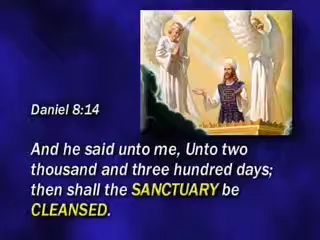 Daniel 8:14
And he said unto me, Unto two
thousand and three hundred days;
then shall the SANCTUARY be
CLEANSED.